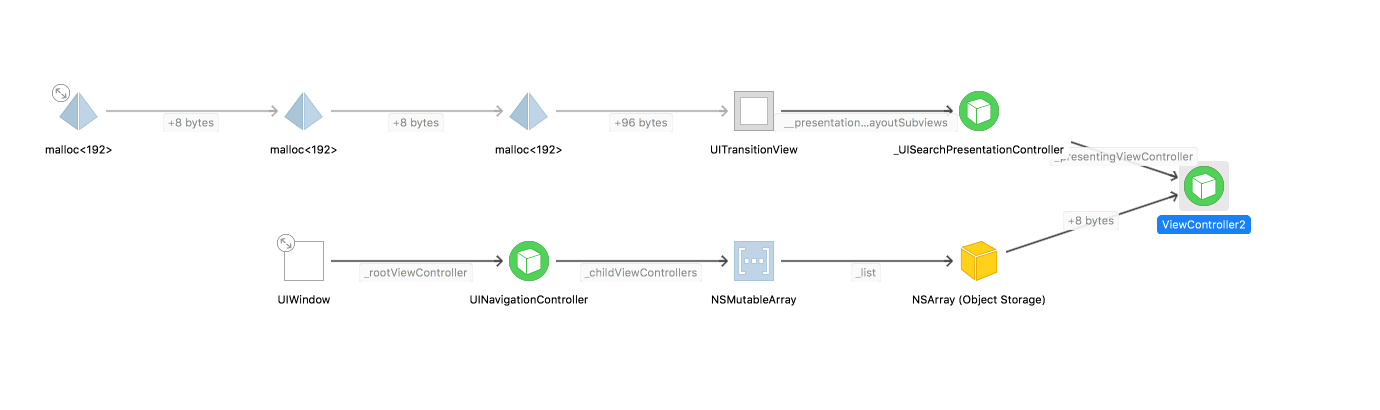 +8 bytes
+8 bytes
+96 bytes
__presentation...ayoutSubviews
malloc<192>
malloc<192>
malloc<192>
UITransitionView
_UISearchPresentationController
_presentingViewController
+8 bytes
ViewController2
_rootViewController
_childViewControllers
_list
UIWindow
UINavigationController
NSMutableArray
NSArray (Object Storage)